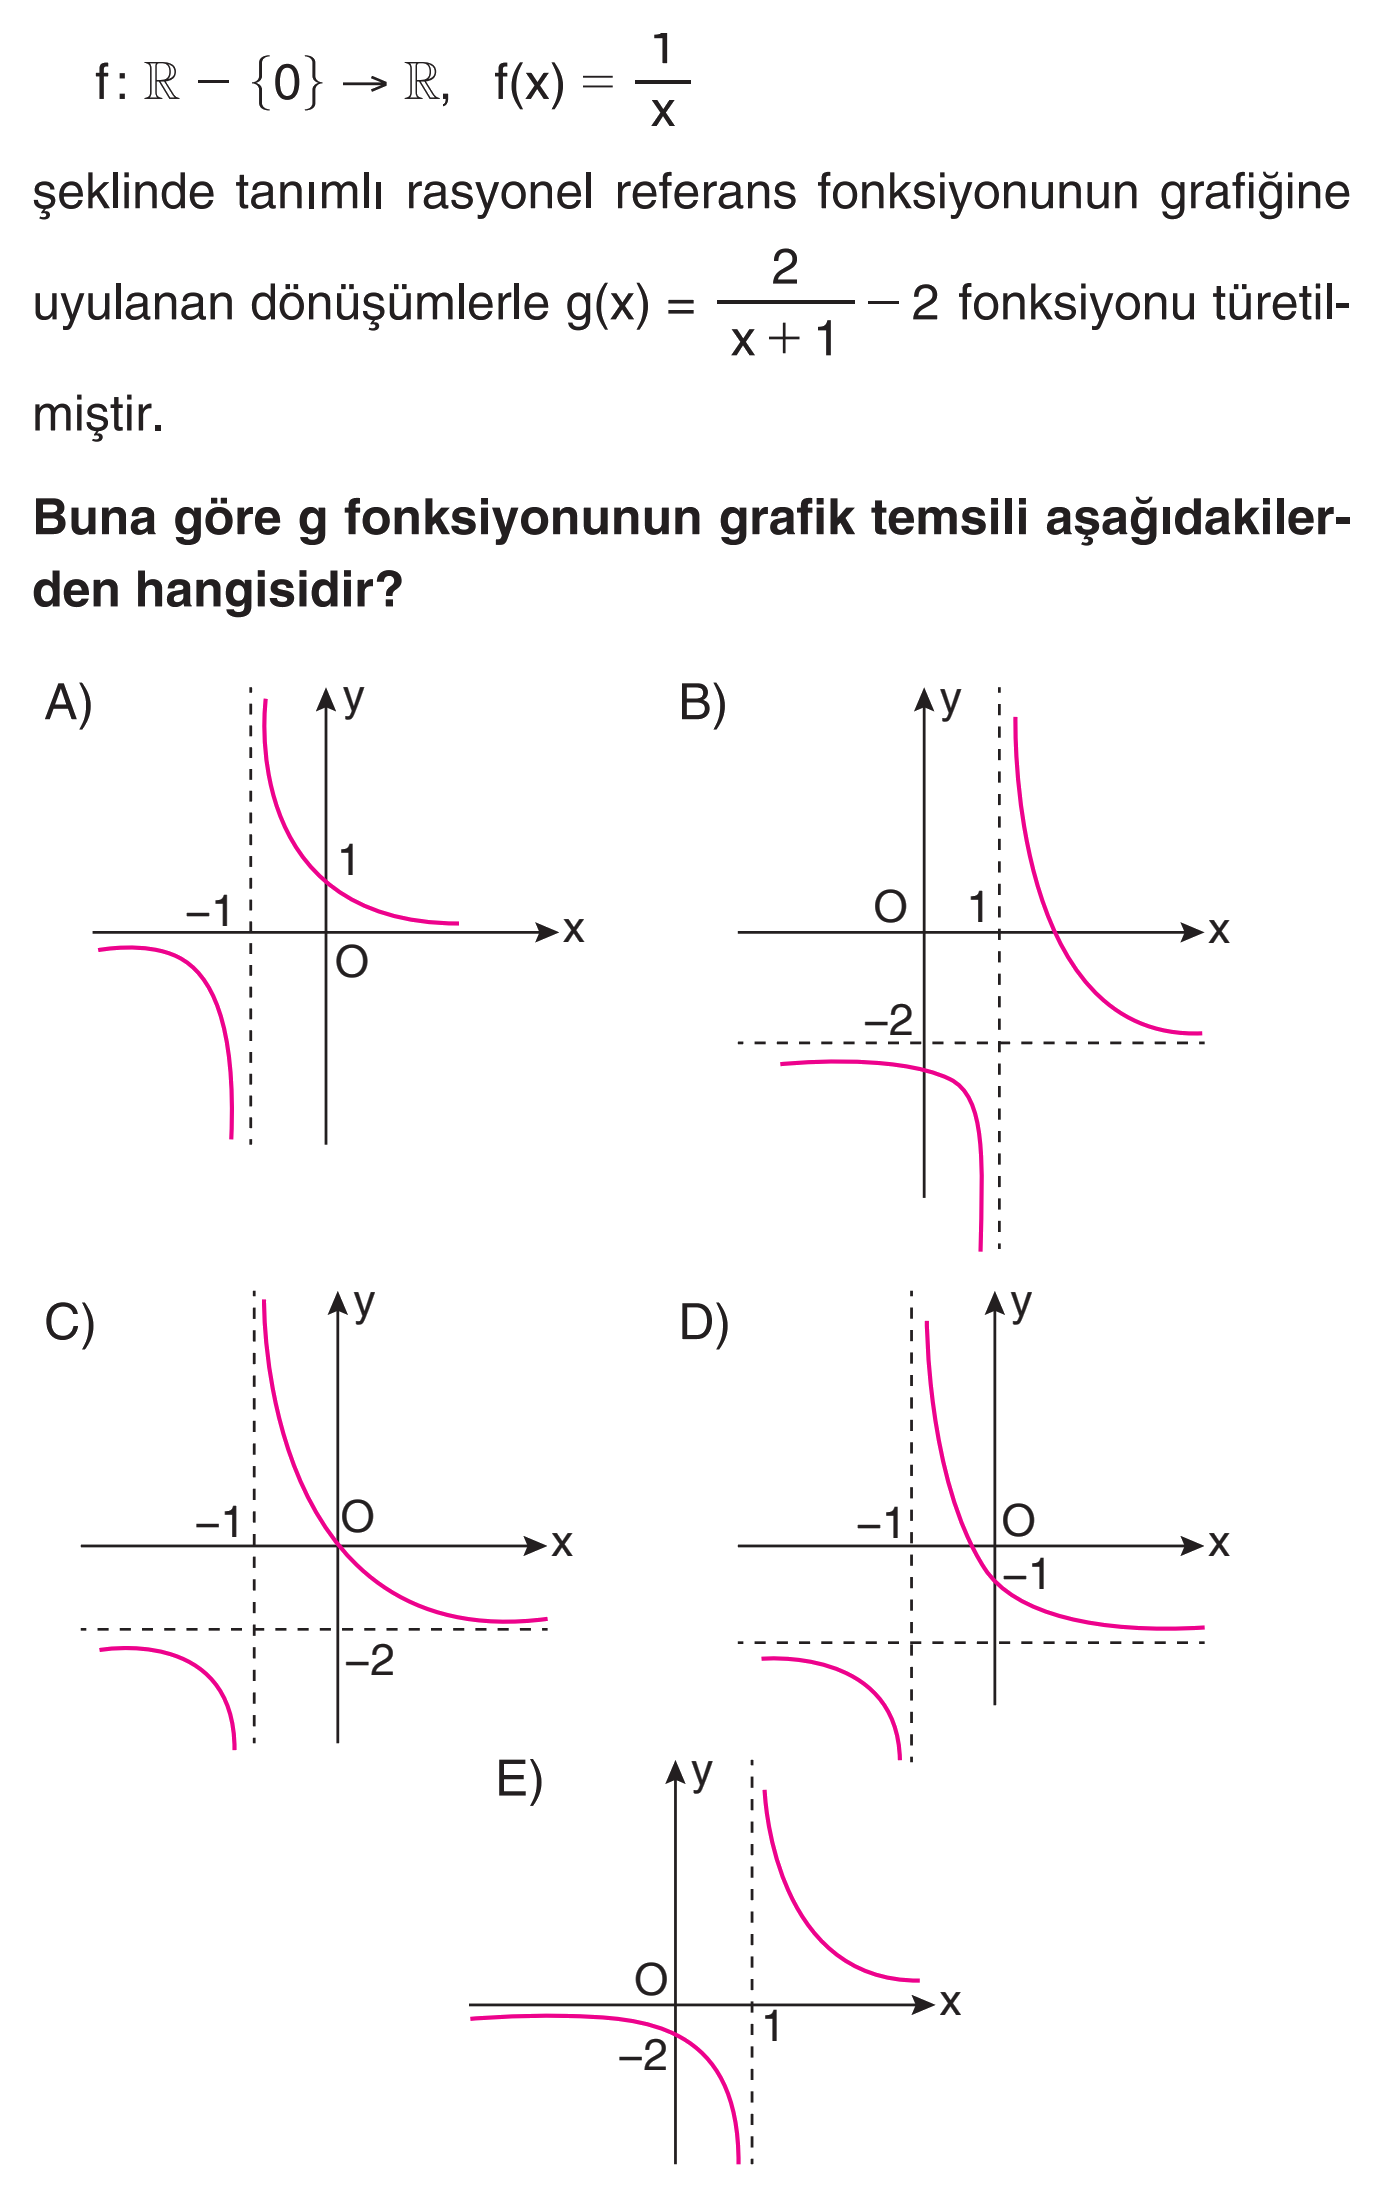 f: ℝ − {0} → ℝ,   f(x) = 1/x
şeklinde tanımlı rasyonel referans fonksiyonunun grafiğine
uyulanan dönüşümlerle g(x) = 2/(x + 1) − 2 fonksiyonu türetil-
miştir.
Buna göre g fonksiyonunun grafik temsili aşağıdakiler-
den hangisidir?
A) y 1 −1 x O
B) y O 1 x −2
C) y −1 O x −2
D) y −1 O x −1
E) y O x 1 −2